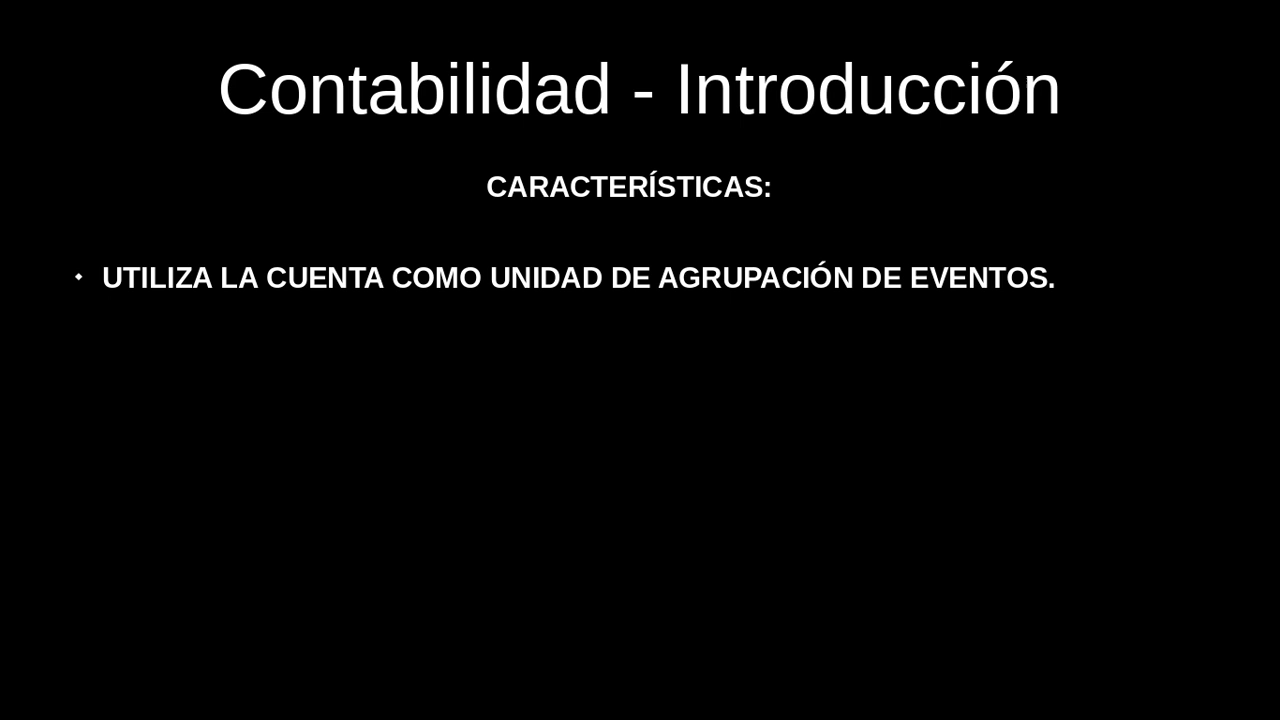 Contabilidad - Introducción
CARACTERÍSTICAS:
UTILIZA LA CUENTA COMO UNIDAD DE AGRUPACIÓN DE EVENTOS.